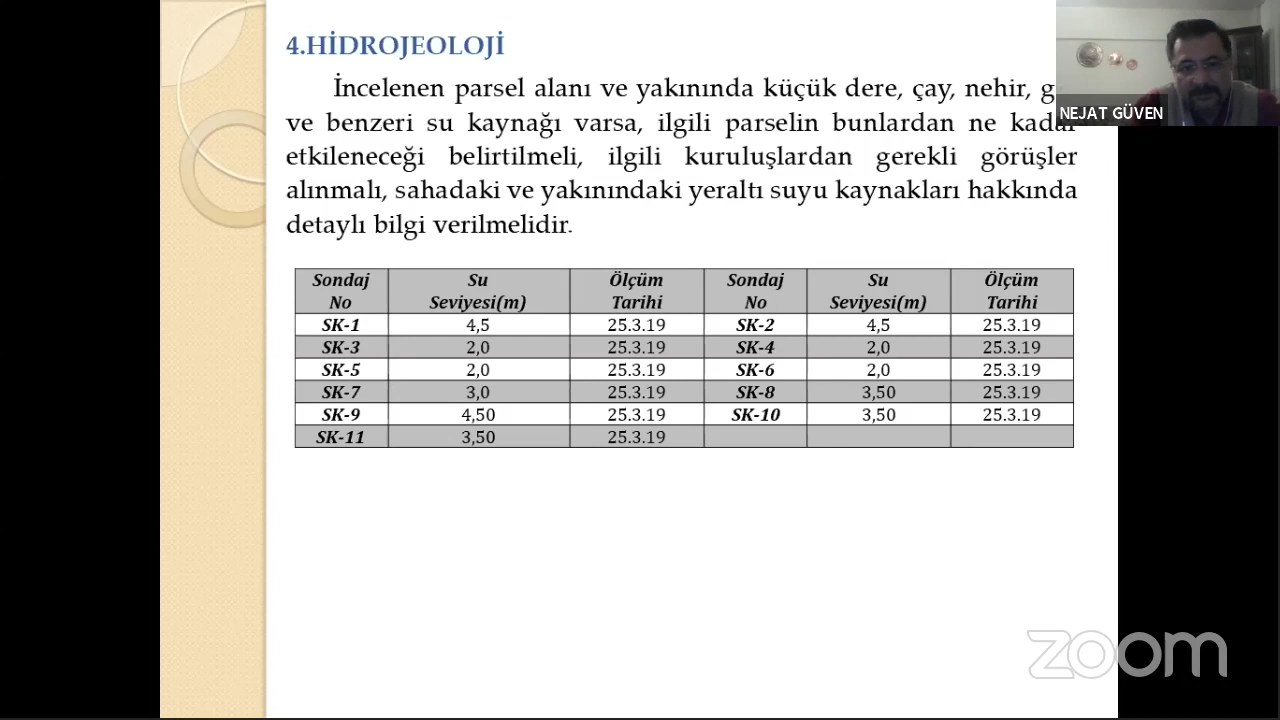 4.HİDROJEOLOJİ
İncelenen parsel alanı ve yakınında küçük dere, çay, nehir,
ve benzeri su kaynağı varsa, ilgili parselin bunlardan ne kadar
etkileneceği belirtilmeli, ilgili kuruluşlardan gerekli görüşler
alınmalı, sahadaki ve yakınındaki yeraltı suyu kaynakları hakkında
detaylı bilgi verilmelidir.
NEJAT GÜVEN
Sondaj No Su Seviyesi(m) Ölçüm Tarihi Sondaj No Su Seviyesi(m) Ölçüm Tarihi
SK-1 4,5 25.3.19 SK-2 4,5 25.3.19
SK-3 2,0 25.3.19 SK-4 2,0 25.3.19
SK-5 2,0 25.3.19 SK-6 2,0 25.3.19
SK-7 3,0 25.3.19 SK-8 3,50 25.3.19
SK-9 4,50 25.3.19 SK-10 3,50 25.3.19
SK-11 3,50 25.3.19
zoom